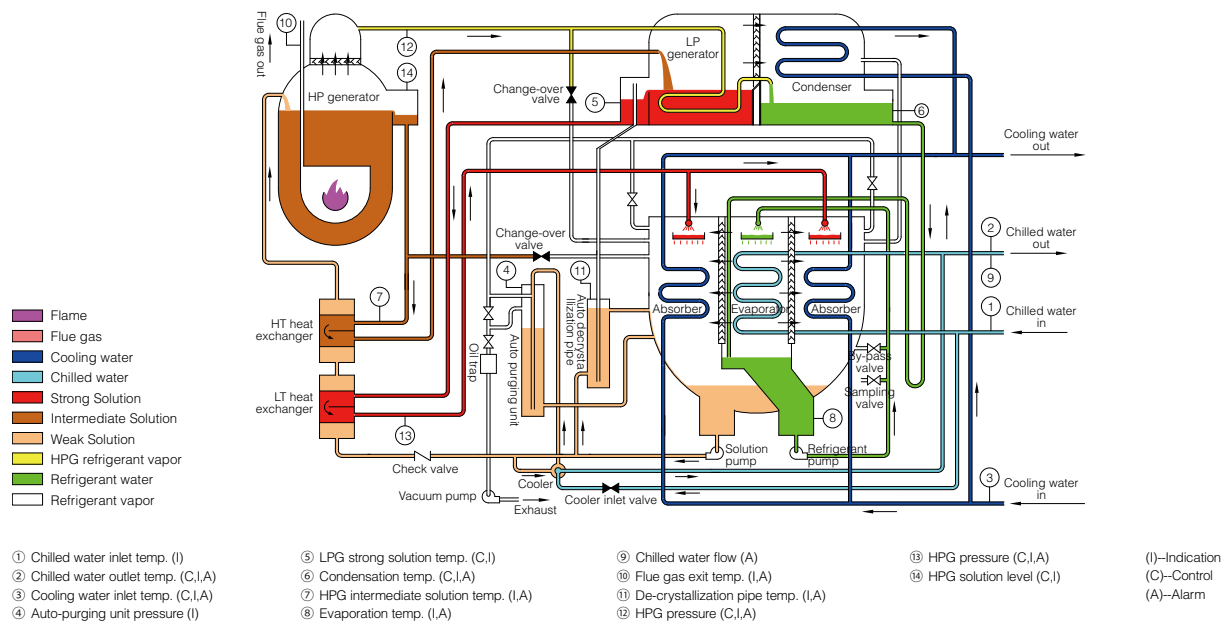 ⑩
Flue gas out
⑫
⑭
HP generator
LP
generator
Condenser
Change-over
valve
⑤
⑥
Cooling water
out
Change-over
valve
④
⑪
②
Chilled water
out
⑨
①
Chilled water
in
Absorber
Evaporator
Absorber
⑦
HT heat
exchanger
Oil trap
Auto purging unit
Auto decrysta
llization pipe
By-pass
valve
Sampling
valve
LT heat
exchanger
⑬
⑧
Check valve
Solution
pump
Refrigerant
pump
Cooler
Vacuum pump
Exhaust
Cooler inlet valve
③
Cooling water
in
Flame
Flue gas
Cooling water
Chilled water
Strong Solution
Intermediate Solution
Weak Solution
HPG refrigerant vapor
Refrigerant water
Refrigerant vapor
① Chilled water inlet temp. (I)
② Chilled water outlet temp. (C,I,A)
③ Cooling water inlet temp. (C,I,A)
④ Auto-purging unit pressure (I)
⑤ LPG strong solution temp. (C,I)
⑥ Condensation temp. (C,I,A)
⑦ HPG intermediate solution temp. (I,A)
⑧ Evaporation temp. (I,A)
⑨ Chilled water flow (A)
⑩ Flue gas exit temp. (I,A)
⑪ De-crystallization pipe temp. (I,A)
⑫ HPG pressure (C,I,A)
⑬ HPG pressure (C,I,A)
⑭ HPG solution level (C,I)
(I)--Indication
(C)--Control
(A)--Alarm